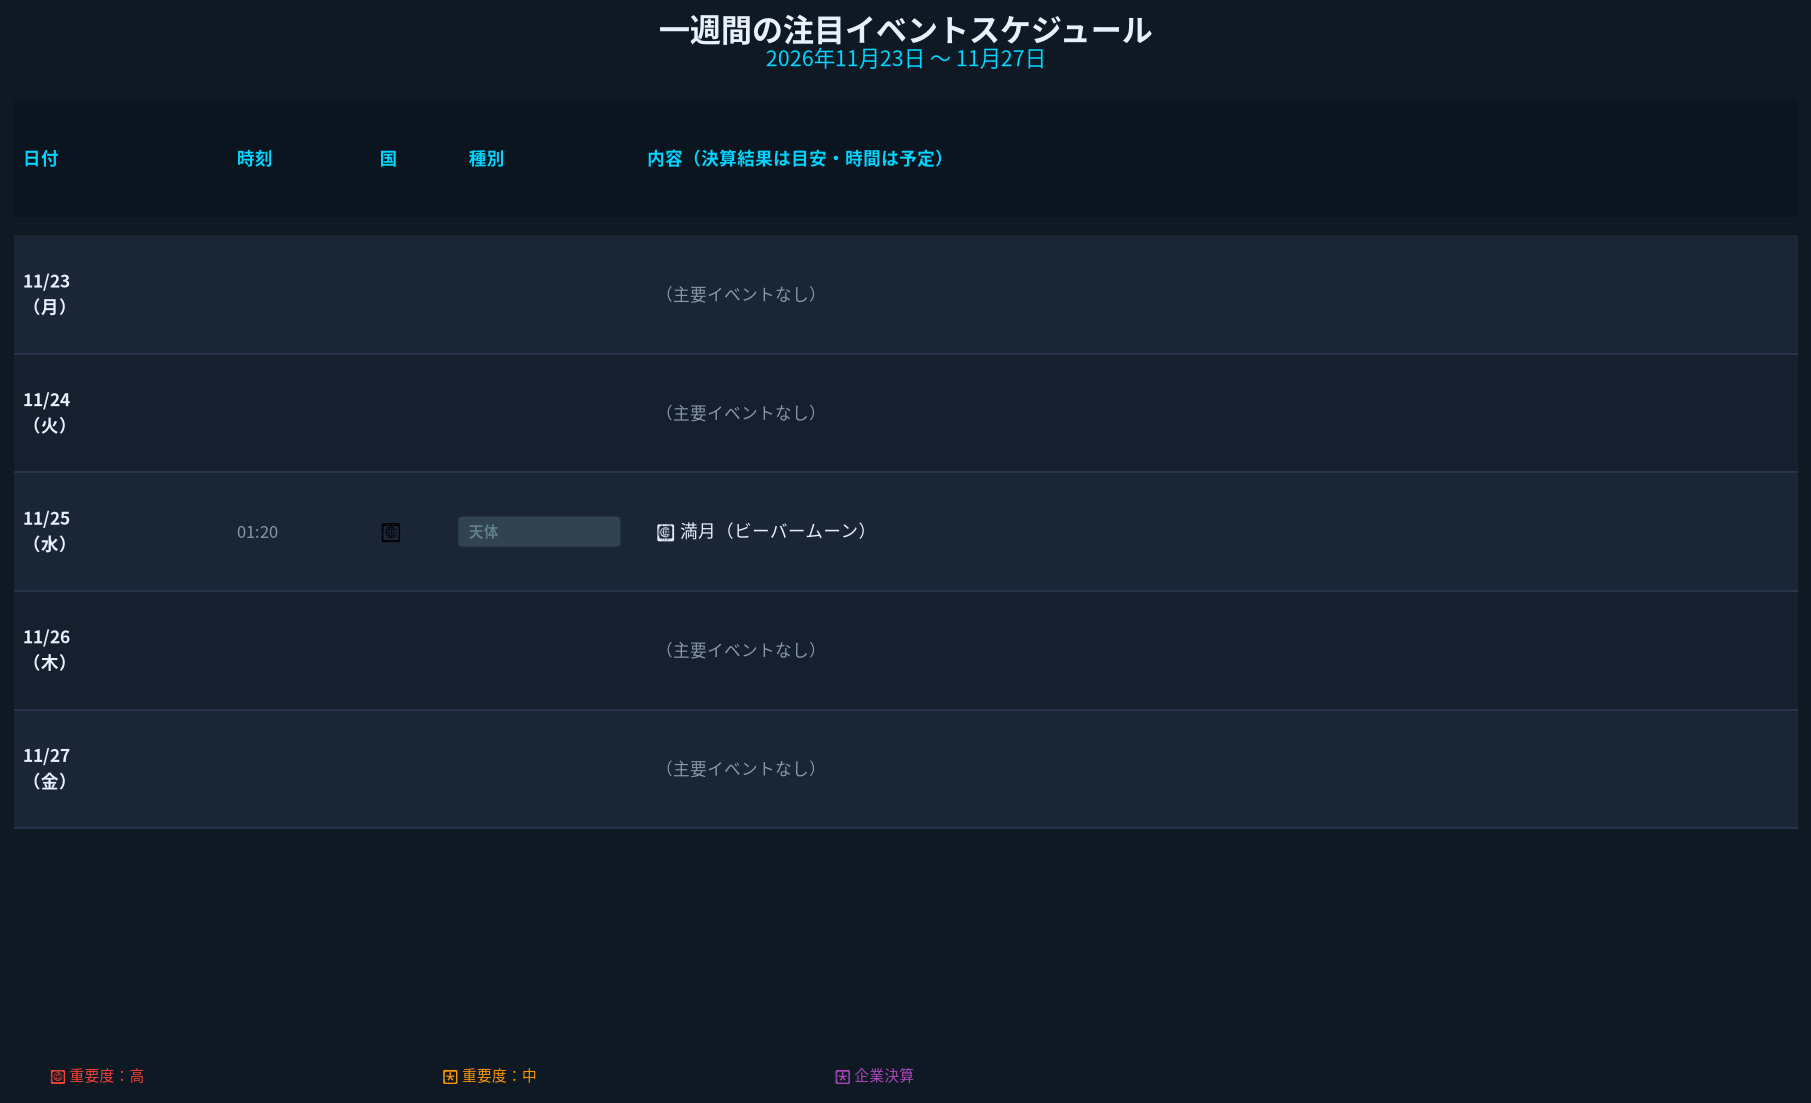 一週間の注目イベントスケジュール
2026年11月23日 〜 11月27日
日付 時刻 国 種別 内容（決算結果は目安・時間は予定）
11/23
（月）
（主要イベントなし）
11/24
（火）
（主要イベントなし）
11/25
（水）
01:20 天体 満月（ビーバームーン）
11/26
（木）
（主要イベントなし）
11/27
（金）
（主要イベントなし）
重要度：高 重要度：中 企業決算